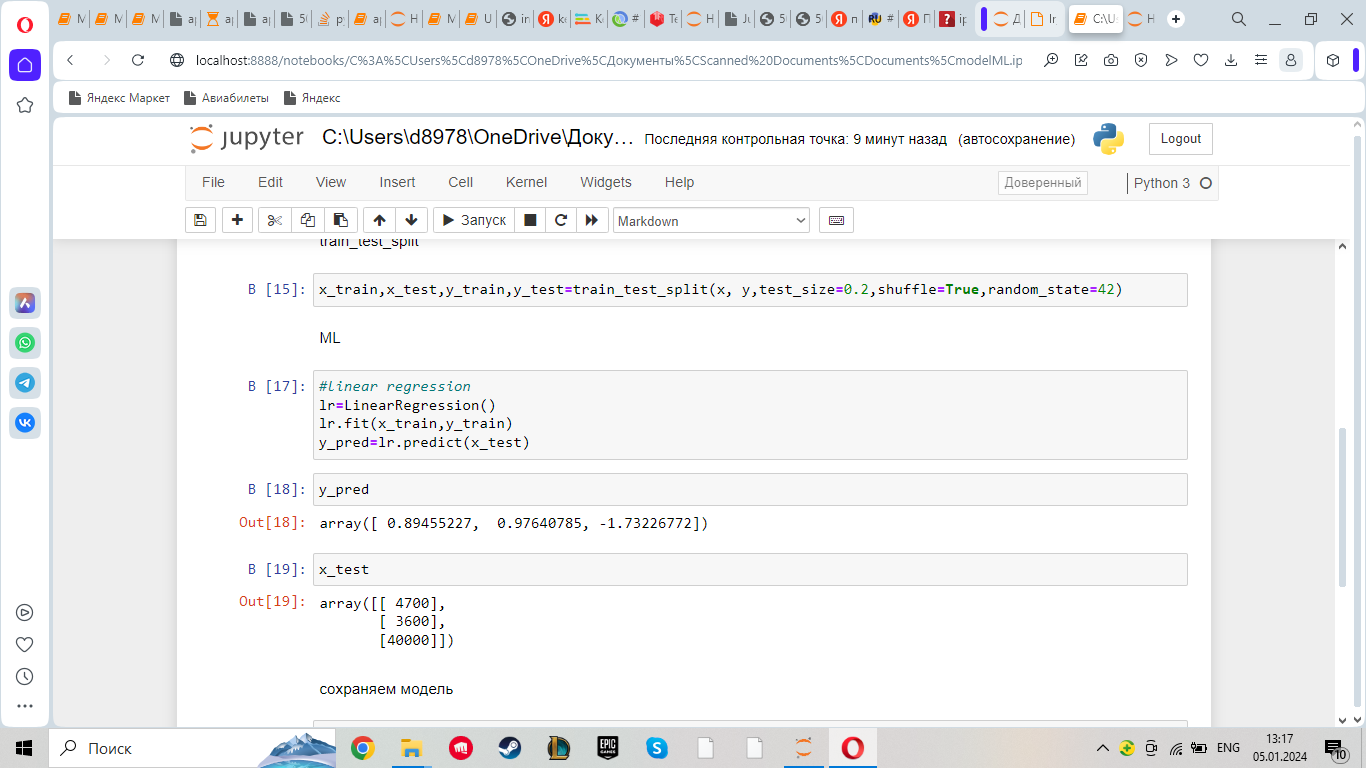 localhost:8888/notebooks/C%3A%5CUsers%5Cd8978%5COneDrive%5CДокументы%5CScanned%20Documents%5CDocuments%5CmodelML.ip
Яндекс Маркет Авиабилеты Яндекс
jupyter C:\Users\d8978\OneDrive\Доку... Последняя контрольная точка: 9 минут назад (автосохранение) Logout
File Edit View Insert Cell Kernel Widgets Help Доверенный Python 3
Запуск Markdown
train_test_split
В [15]: x_train,x_test,y_train,y_test=train_test_split(x, y,test_size=0.2,shuffle=True,random_state=42)
ML
В [17]: #linear regression
lr=LinearRegression()
lr.fit(x_train,y_train)
y_pred=lr.predict(x_test)
В [18]: y_pred
Out[18]: array([ 0.89455227,  0.97640785, -1.73226772])
В [19]: x_test
Out[19]: array([[ 4700],
[ 3600],
[40000]])
сохраняем модель
Поиск
EPIC GAMES
ENG 13:17
05.01.2024
10